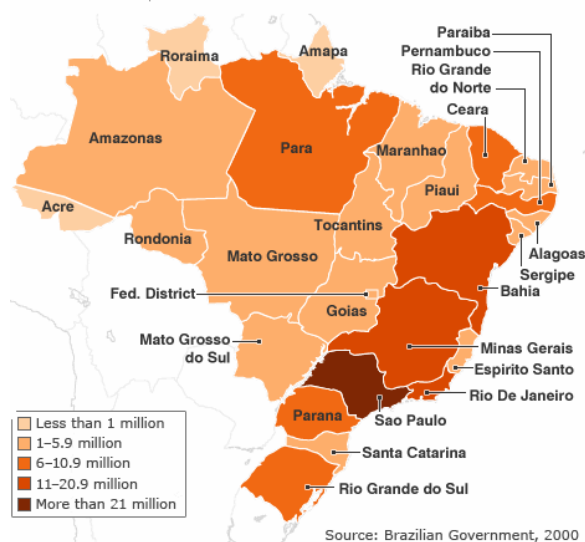 Paraiba
Roraima
Amapa
Pernambuco
Rio Grande
do Norte
Ceara
Amazonas
Para
Maranhao
Piaui
Acre
Tocantins
Rondonia
Mato Grosso
Alagoas
Sergipe
Bahia
Fed. District
Goias
Mato Grosso
do Sul
Minas Gerais
Espirito Santo
Rio De Janeiro
Parana
Sao Paulo
Less than 1 million
1–5.9 million
6–10.9 million
11–20.9 million
More than 21 million
Santa Catarina
Rio Grande do Sul
Source: Brazilian Government, 2000